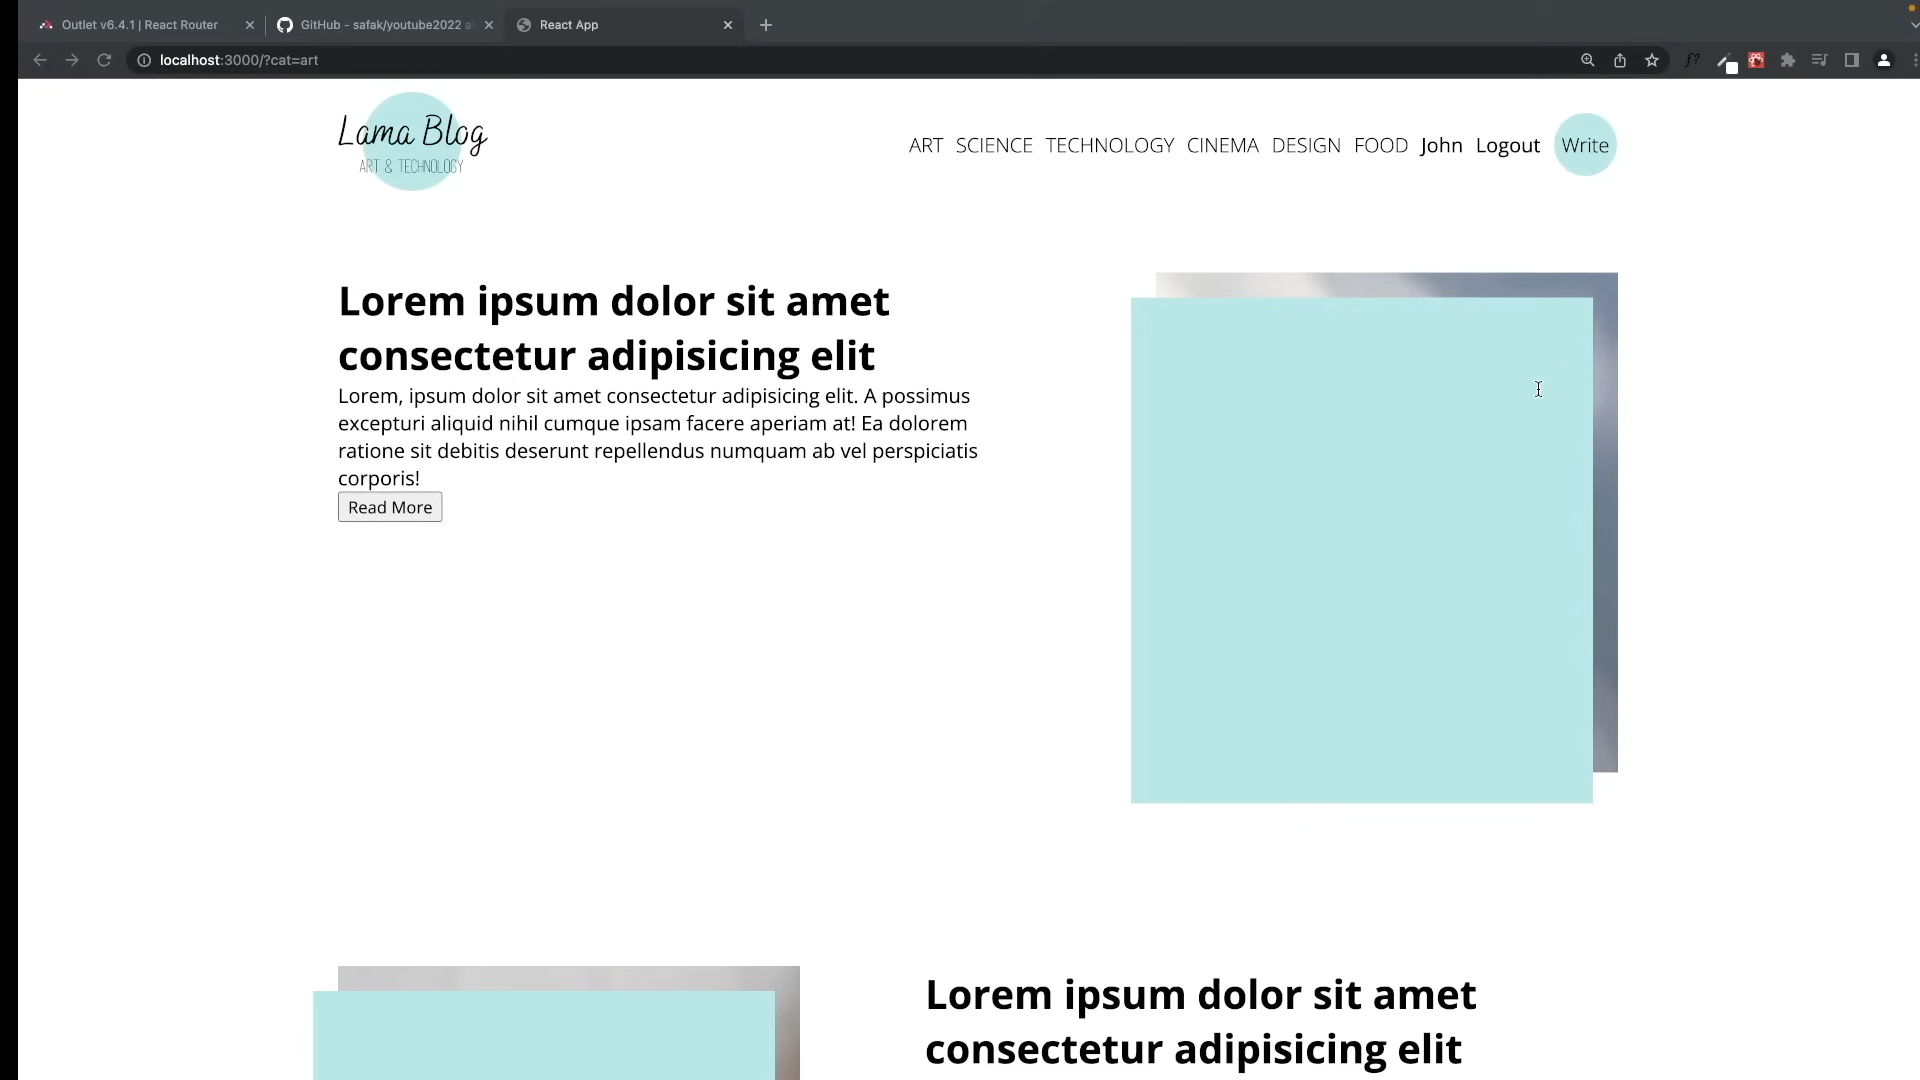 Outlet v6.4.1 | React Router
GitHub - safak/youtube2022 a
React App
localhost:3000/?cat=art
Lama Blog
ART & TECHNOLOGY
ART SCIENCE TECHNOLOGY CINEMA DESIGN FOOD John Logout Write
Lorem ipsum dolor sit amet
consectetur adipisicing elit
Lorem, ipsum dolor sit amet consectetur adipisicing elit. A possimus
excepturi aliquid nihil cumque ipsam facere aperiam at! Ea dolorem
ratione sit debitis deserunt repellendus numquam ab vel perspiciatis
corporis!
Read More
Lorem ipsum dolor sit amet
consectetur adipisicing elit